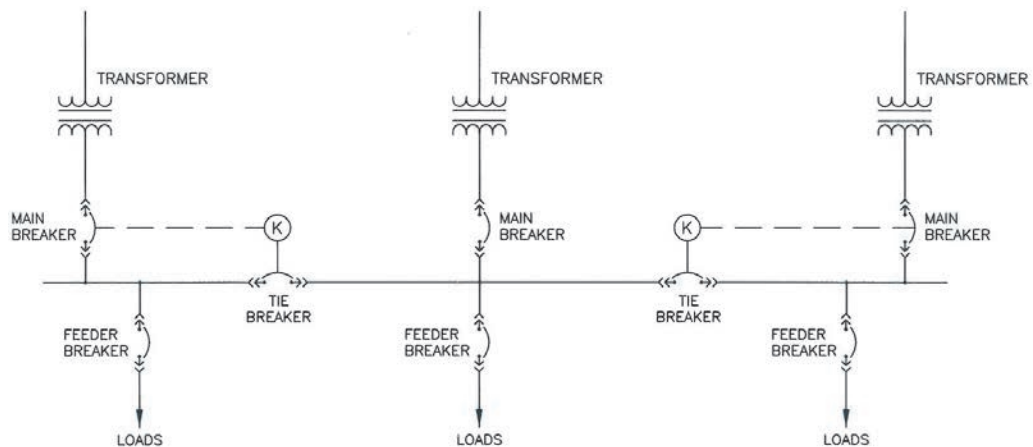 TRANSFORMER
TRANSFORMER
TRANSFORMER
MAIN
BREAKER
K
MAIN
BREAKER
K
MAIN
BREAKER
TIE
BREAKER
TIE
BREAKER
FEEDER
BREAKER
FEEDER
BREAKER
FEEDER
BREAKER
LOADS
LOADS
LOADS